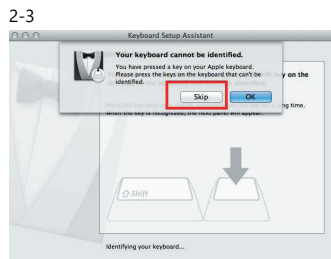 2-3
Keyboard Setup Assistant
Your keyboard cannot be identified.
You have pressed a key on your Apple keyboard.
Please press the keys on the keyboard that can't be
identified.
y on the
Skip
OK
ng time.
When the key is recognized, the next panel will appear.
Shift
Identifying your keyboard...